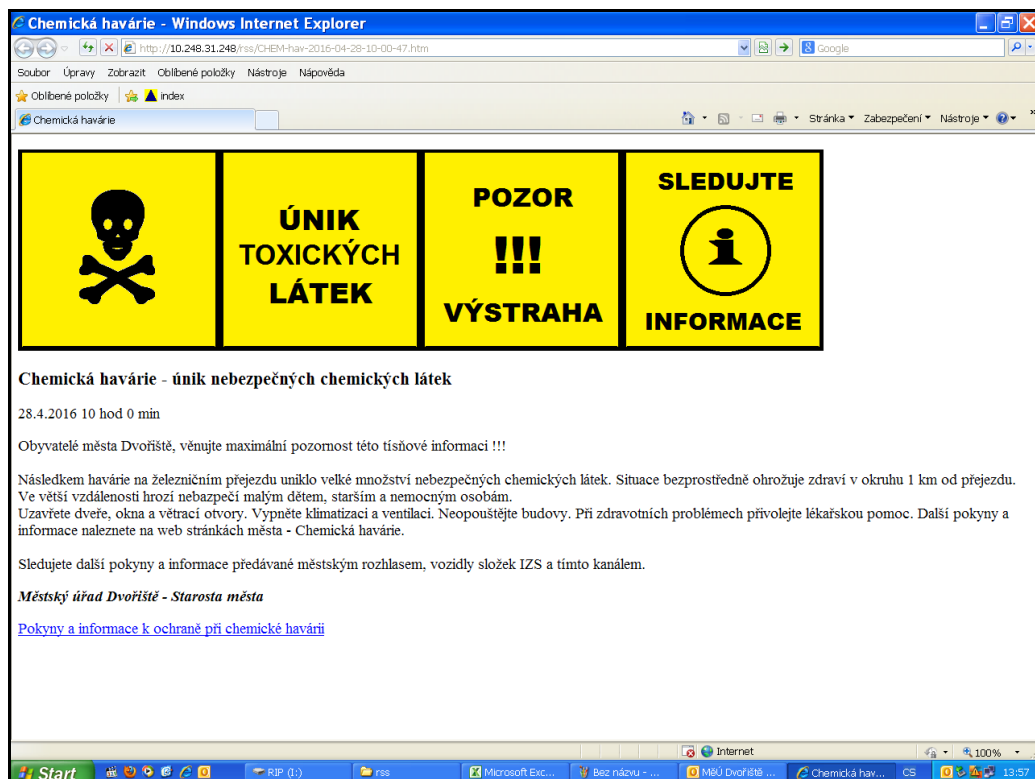 Chemická havárie - Windows Internet Explorer
http://10.248.31.248/rss/CHEM-hav-2016-04-28-10-00-47.htm
Google
Soubor Úpravy Zobrazit Oblíbené položky Nástroje Nápověda
Oblíbené položky index
Chemická havárie
Stránka Zabezpečení Nástroje
ÚNIK
TOXICKÝCH
LÁTEK
POZOR
!!!
VÝSTRAHA
SLEDUJTE
i
INFORMACE
Chemická havárie - únik nebezpečných chemických látek
28.4.2016 10 hod 0 min
Obyvatelé města Dvořiště, věnujte maximální pozornost této tísňové informaci !!!
Následkem havárie na železničním přejezdu uniklo velké množství nebezpečných chemických látek. Situace bezprostředně ohrožuje zdraví v okruhu 1 km od přejezdu.
Ve větší vzdálenosti hrozí nebazpečí malým dětem, starším a nemocným osobám.
Uzavřete dveře, okna a větrací otvory. Vypněte klimatizaci a ventilaci. Neopouštějte budovy. Při zdravotních problémech přivolejte lékařskou pomoc. Další pokyny a
informace naleznete na web stránkách města - Chemická havárie.
Sledujete další pokyny a informace předávané městským rozhlasem, vozidly složek IZS a tímto kanálem.
Městský úřad Dvořiště - Starosta města
Pokyny a informace k ochraně při chemické havárii
Internet
100%
Start
RIP (I:)
rss
Microsoft Exc...
Bez názvu - ...
MěÚ Dvořiště ...
Chemická hav...
CS
13:57